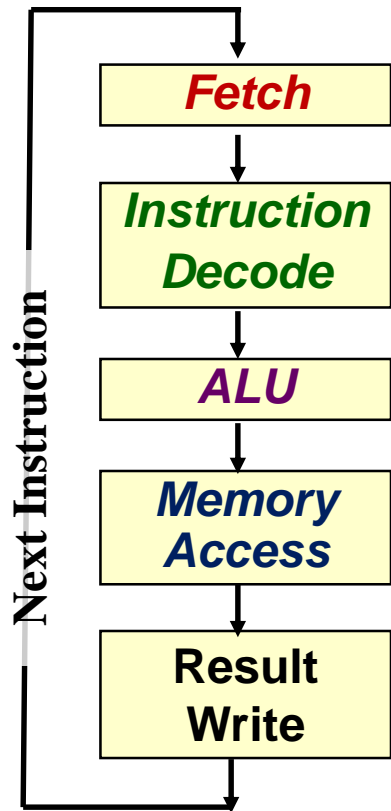 Fetch
Instruction
Decode
ALU
Memory
Access
Result
Write
Next Instruction